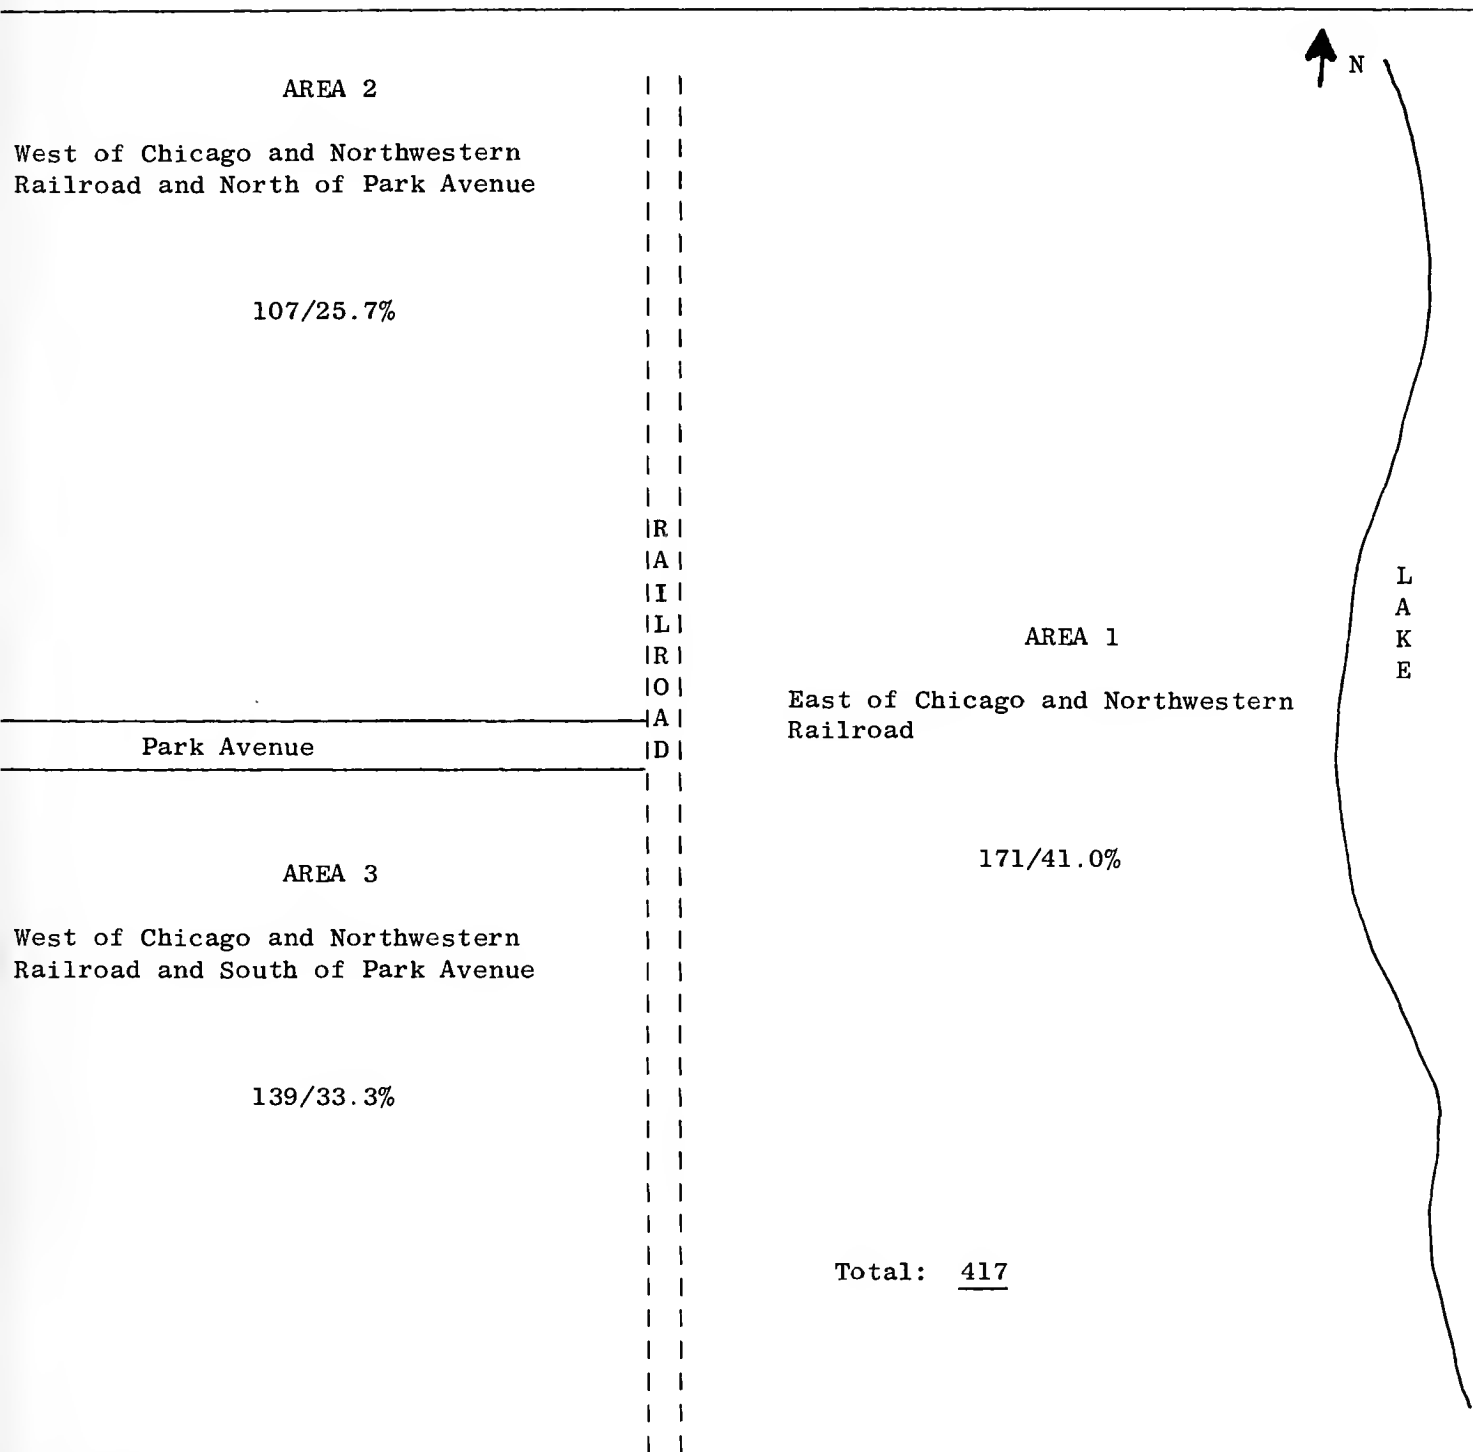 N
AREA 2
West of Chicago and Northwestern
Railroad and North of Park Avenue
107/25.7%
RAILROAD
Park Avenue
AREA 3
West of Chicago and Northwestern
Railroad and South of Park Avenue
139/33.3%
AREA 1
East of Chicago and Northwestern
Railroad
171/41.0%
Total: 417
LAKE